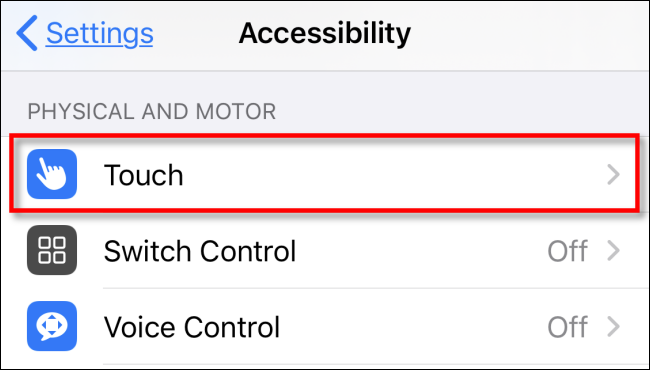 Settings Accessibility
PHYSICAL AND MOTOR
Touch
Switch Control Off
Voice Control Off